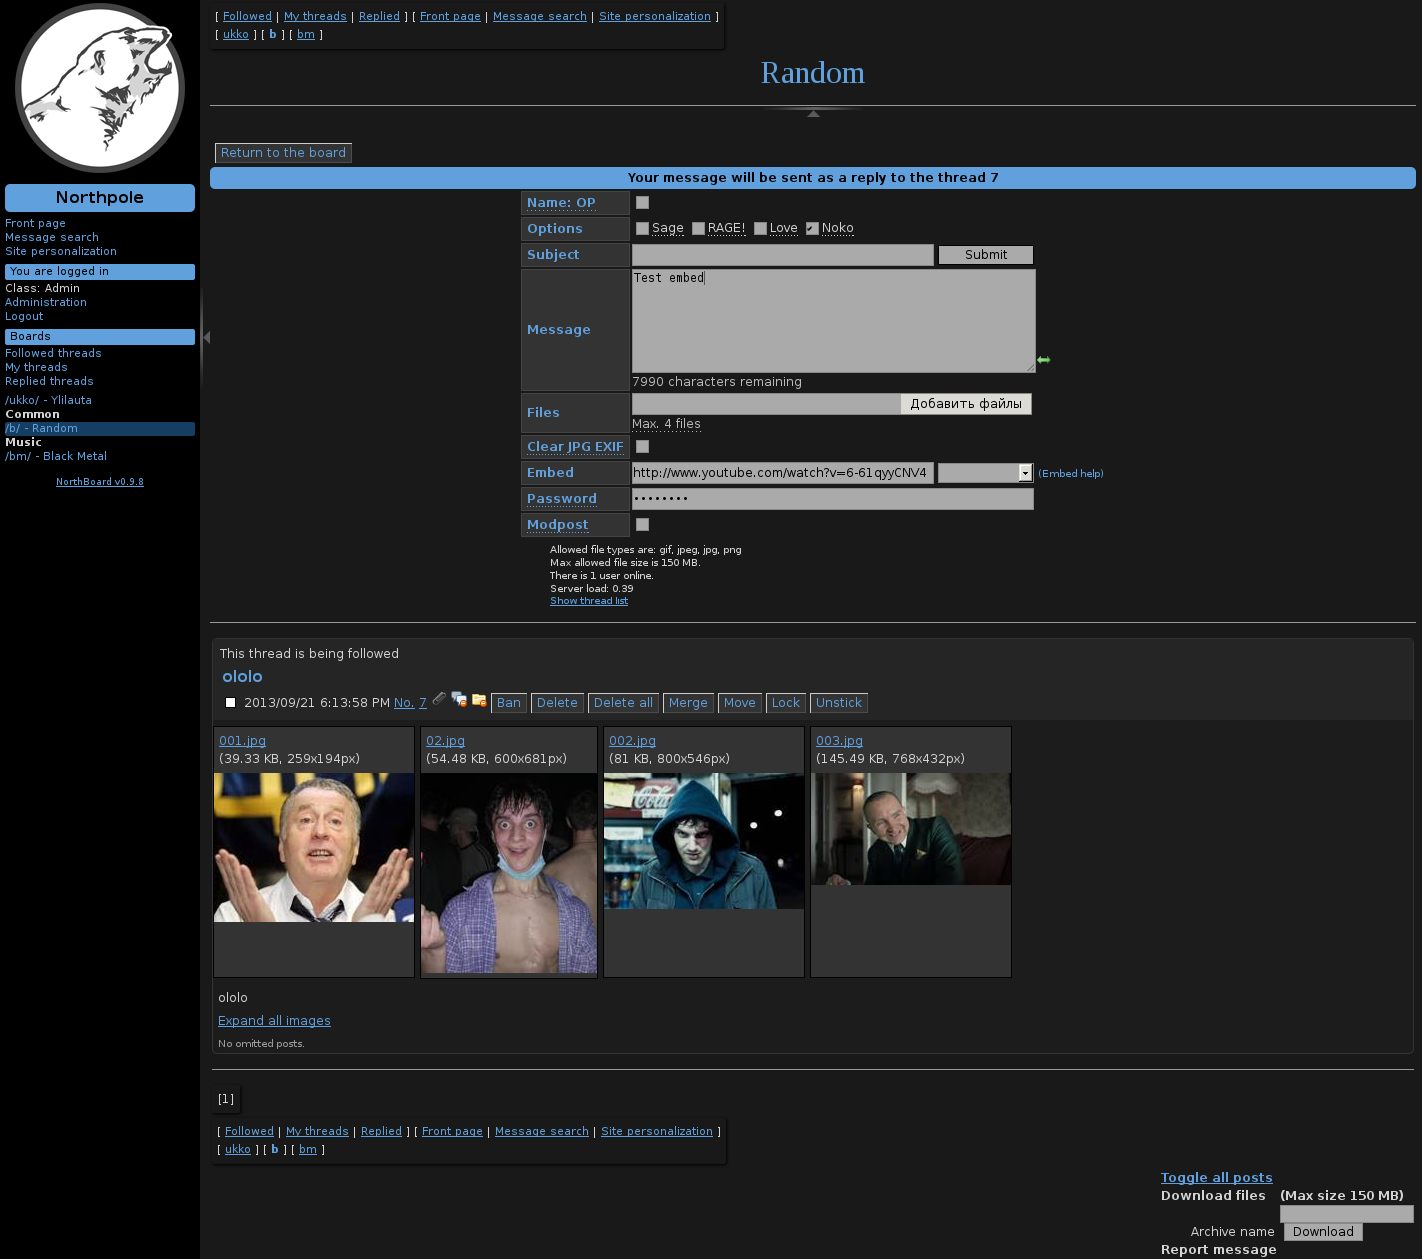 [ Followed | My threads | Replied ] [ Front page | Message search | Site personalization ]
[ ukko ] [ b ] [ bm ]
Random
Northpole
Front page
Message search
Site personalization
You are logged in
Class: Admin
Administration
Logout
Boards
Followed threads
My threads
Replied threads
/ukko/ - Ylilauta
Common
/b/ - Random
Music
/bm/ - Black Metal
NorthBoard v0.9.8
Return to the board
Your message will be sent as a reply to the thread 7
Name: OP
Options Sage RAGE! Love Noko
Subject Submit
Message Test embed
7990 characters remaining
Files Добавить файлы
Max. 4 files
Clear JPG EXIF
Embed http://www.youtube.com/watch?v=6-61qyyCNV4 (Embed help)
Password ••••••••
Modpost
Allowed file types are: gif, jpeg, jpg, png
Max allowed file size is 150 MB.
There is 1 user online.
Server load: 0.39
Show thread list
This thread is being followed
ololo
2013/09/21 6:13:58 PM No. 7 Ban Delete Delete all Merge Move Lock Unstick
001.jpg
(39.33 KB, 259x194px)
02.jpg
(54.48 KB, 600x681px)
002.jpg
(81 KB, 800x546px)
Coca
003.jpg
(145.49 KB, 768x432px)
ololo
Expand all images
No omitted posts.
[1]
[ Followed | My threads | Replied ] [ Front page | Message search | Site personalization ]
[ ukko ] [ b ] [ bm ]
Toggle all posts
Download files (Max size 150 MB)
Archive name Download
Report message